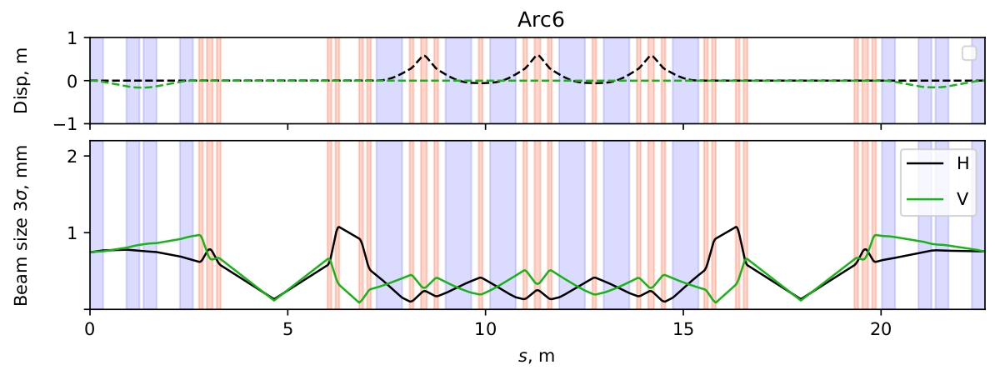 Arc6
Disp, m
1
0
−1
Beam size 3σ, mm
2
1
H
V
0 5 10 15 20
s, m